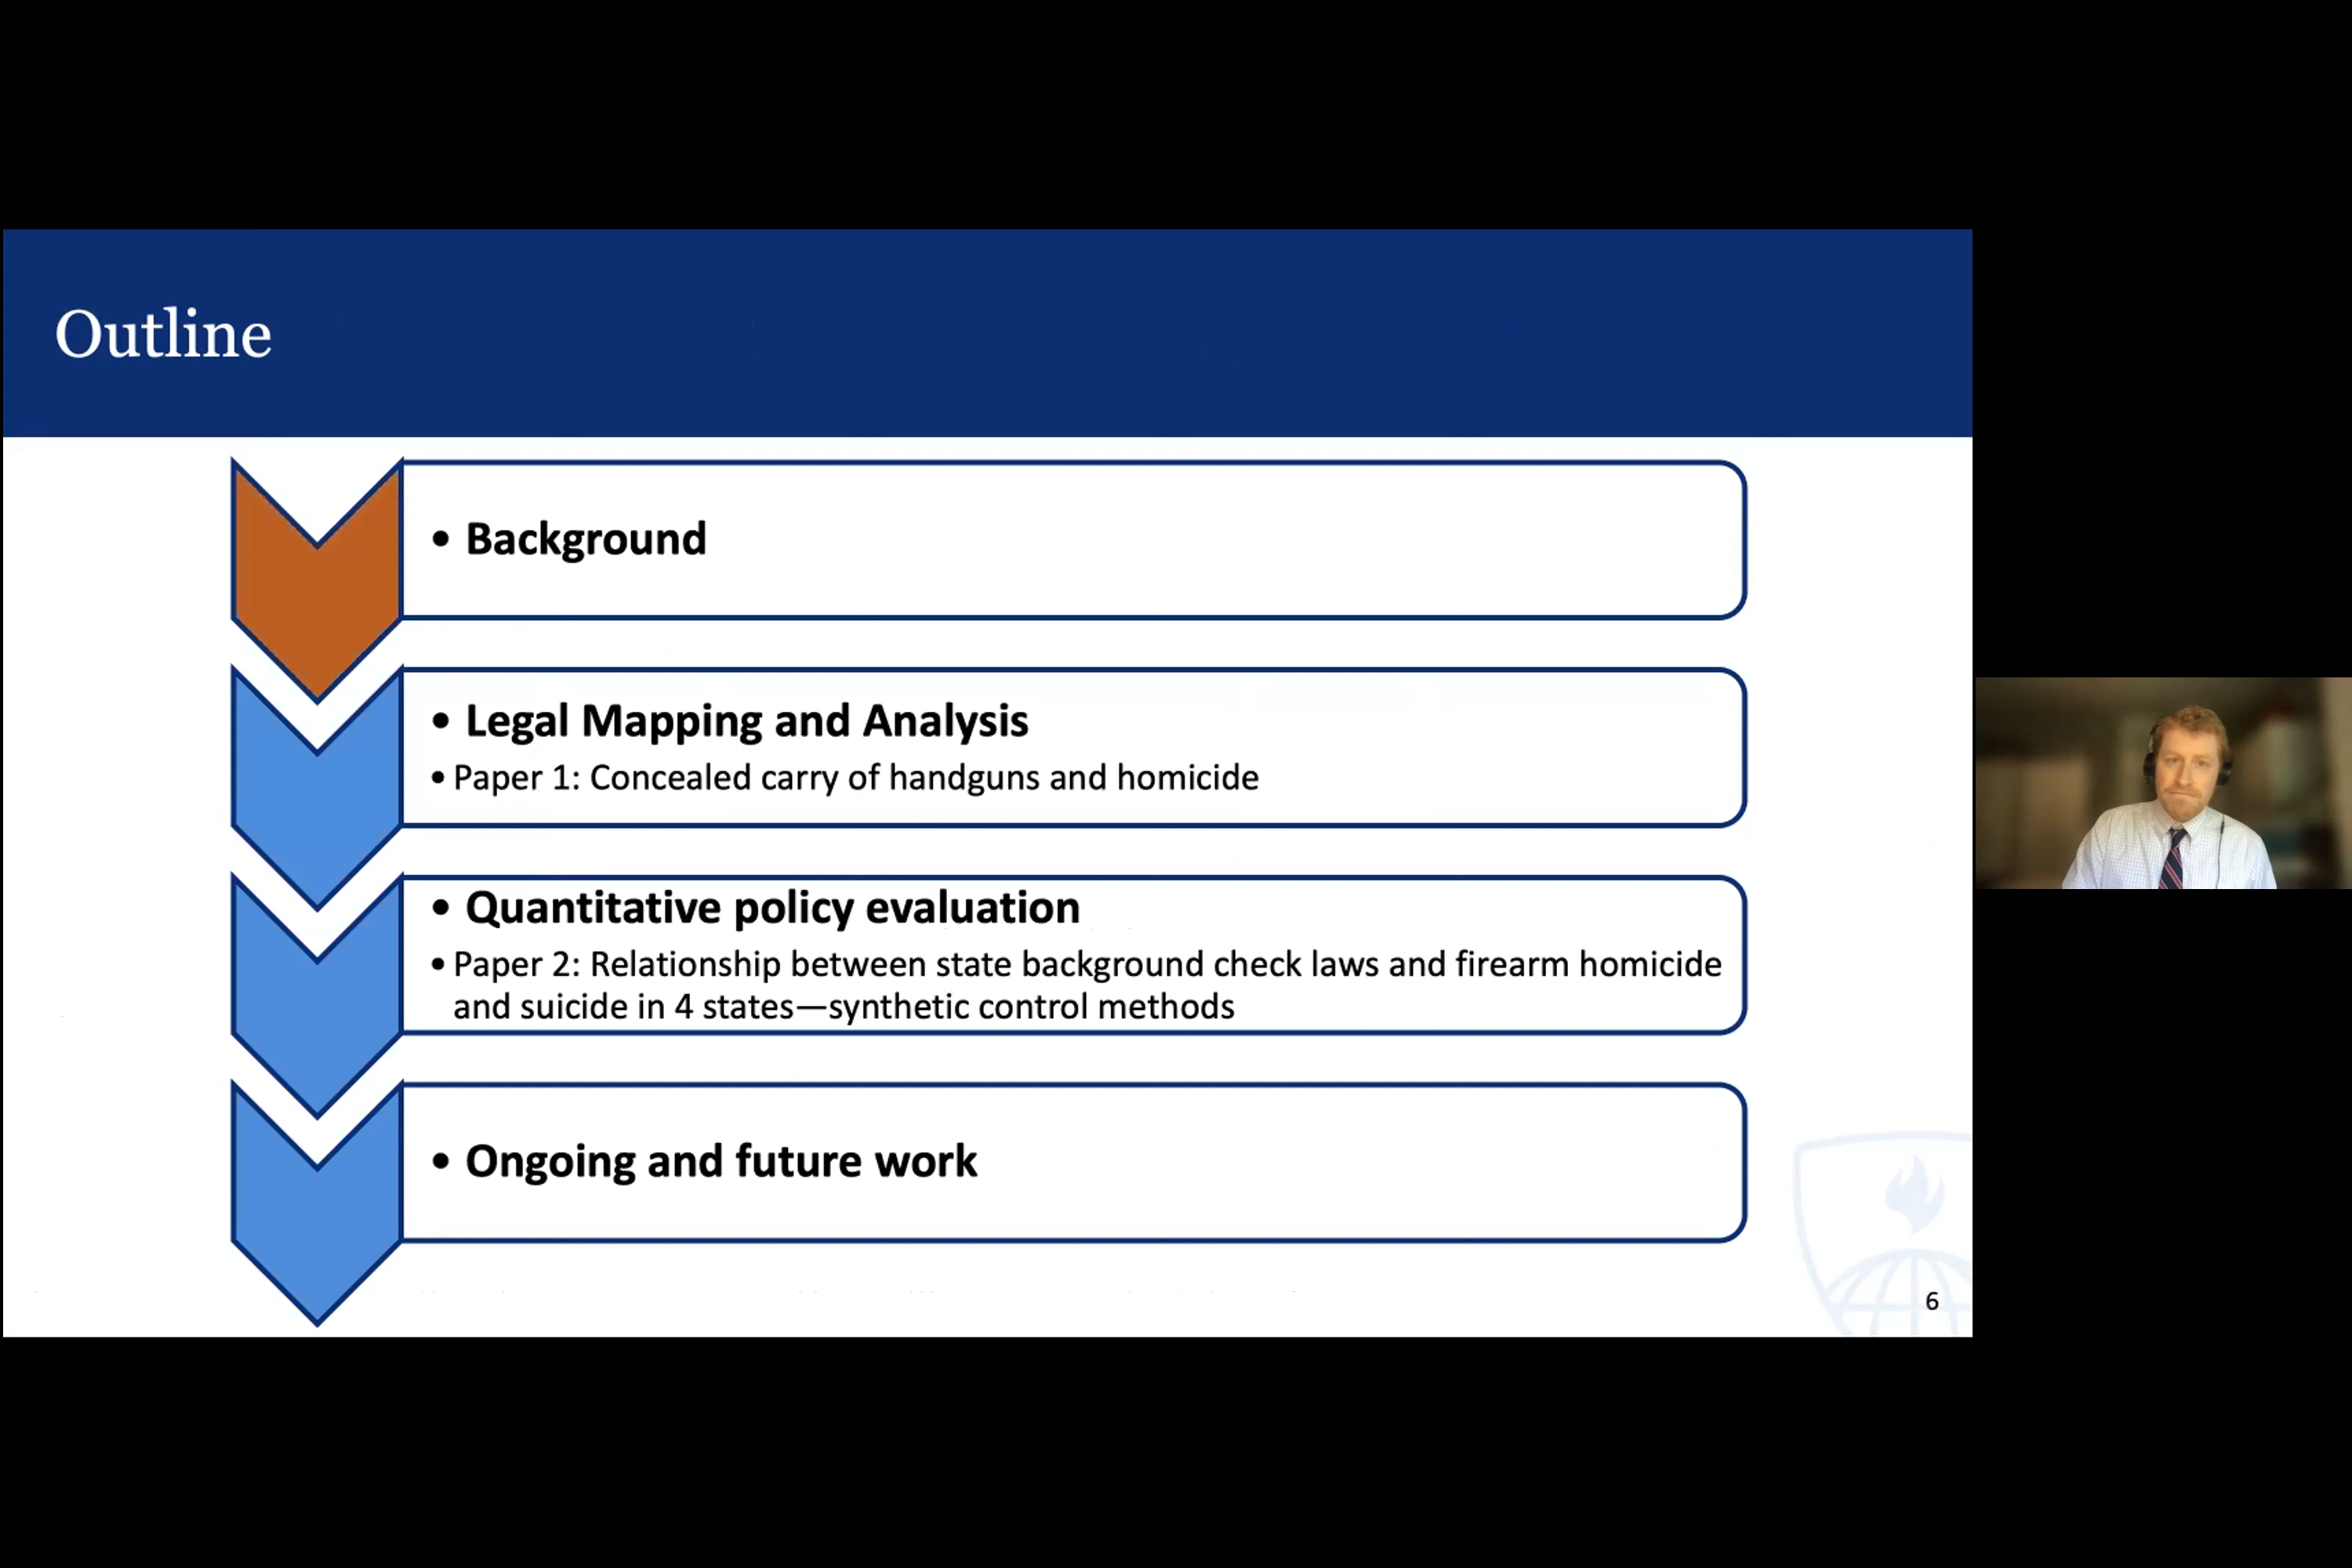 Outline
• Background
• Legal Mapping and Analysis
• Paper 1: Concealed carry of handguns and homicide
• Quantitative policy evaluation
• Paper 2: Relationship between state background check laws and firearm homicide
and suicide in 4 states—synthetic control methods
• Ongoing and future work
6